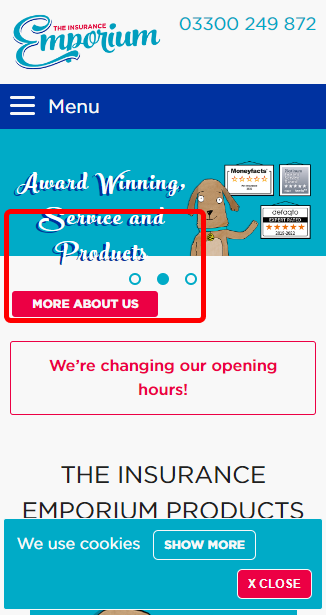 THE INSURANCE
Emporium
03300 249 872
Menu
Award Winning,
Service and
Products
Moneyfacts
defaqto
EXPERT RATED
MORE ABOUT US
We’re changing our opening
hours!
THE INSURANCE
EMPORIUM PRODUCTS
We use cookies
SHOW MORE
X CLOSE